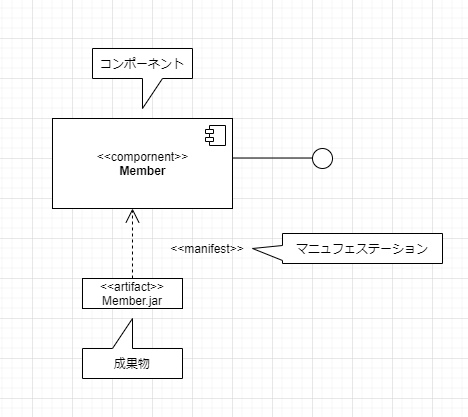 コンポーネント
<<compornent>>
Member
<<manifest>>
マニュフェステーション
<<artifact>>
Member.jar
成果物